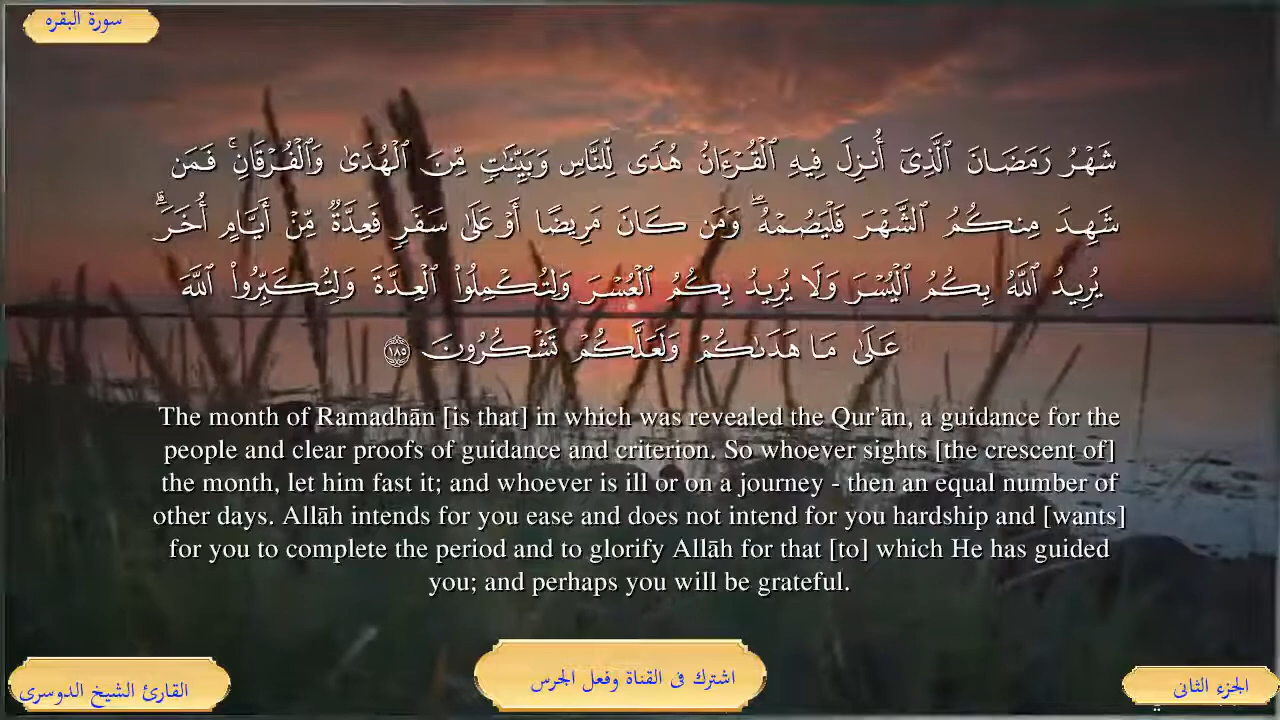 سورة البقره
شَهْرُ رَمَضَانَ ٱلَّذِىٓ أُنزِلَ فِيهِ ٱلْقُرْءَانُ هُدًى لِّلنَّاسِ وَبَيِّنَٰتٍ مِّنَ ٱلْهُدَىٰ وَٱلْفُرْقَانِ ۚ فَمَن
شَهِدَ مِنكُمُ ٱلشَّهْرَ فَلْيَصُمْهُ ۖ وَمَن كَانَ مَرِيضًا أَوْ عَلَىٰ سَفَرٍ فَعِدَّةٌ مِّنْ أَيَّامٍ أُخَرَ ۗ
يُرِيدُ ٱللَّهُ بِكُمُ ٱلْيُسْرَ وَلَا يُرِيدُ بِكُمُ ٱلْعُسْرَ وَلِتُكْمِلُوا۟ ٱلْعِدَّةَ وَلِتُكَبِّرُوا۟ ٱللَّهَ
عَلَىٰ مَا هَدَىٰكُمْ وَلَعَلَّكُمْ تَشْكُرُونَ ١٨٥
The month of Ramadhān [is that] in which was revealed the Qur’ān, a guidance for the
people and clear proofs of guidance and criterion. So whoever sights [the crescent of]
the month, let him fast it; and whoever is ill or on a journey - then an equal number of
other days. Allāh intends for you ease and does not intend for you hardship and [wants]
for you to complete the period and to glorify Allāh for that [to] which He has guided
you; and perhaps you will be grateful.
الجزء الثانى
اشترك فى القناة وفعل الجرس
القارئ الشيخ الدوسرى